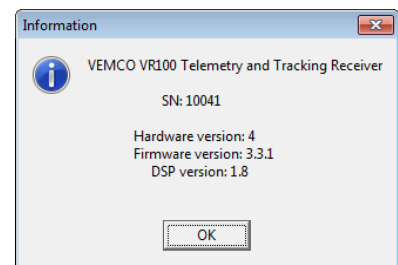 Information
VEMCO VR100 Telemetry and Tracking Receiver
SN: 10041
Hardware version: 4
Firmware version: 3.3.1
DSP version: 1.8
OK